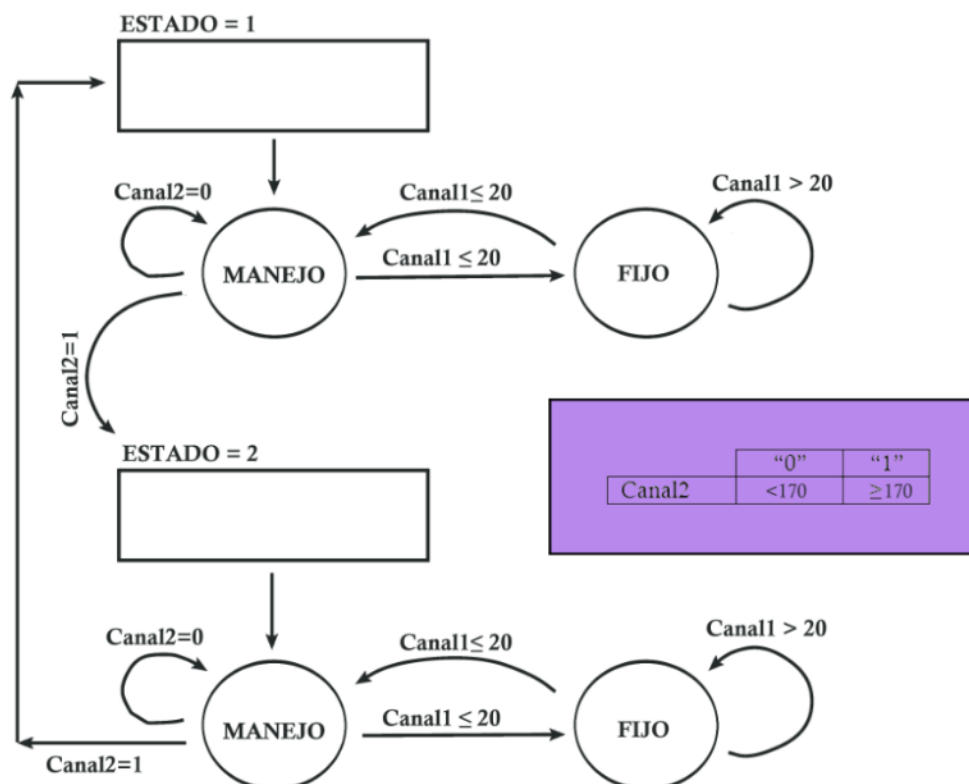 ESTADO = 1
Canal2=0
Canal1≤ 20
Canal1 > 20
MANEJO
Canal1 ≤ 20
FIJO
Canal2=1
ESTADO = 2
“0”
“1”
Canal2
<170
≥170
Canal2=0
Canal1≤ 20
Canal1 > 20
MANEJO
Canal1 ≤ 20
FIJO
Canal2=1